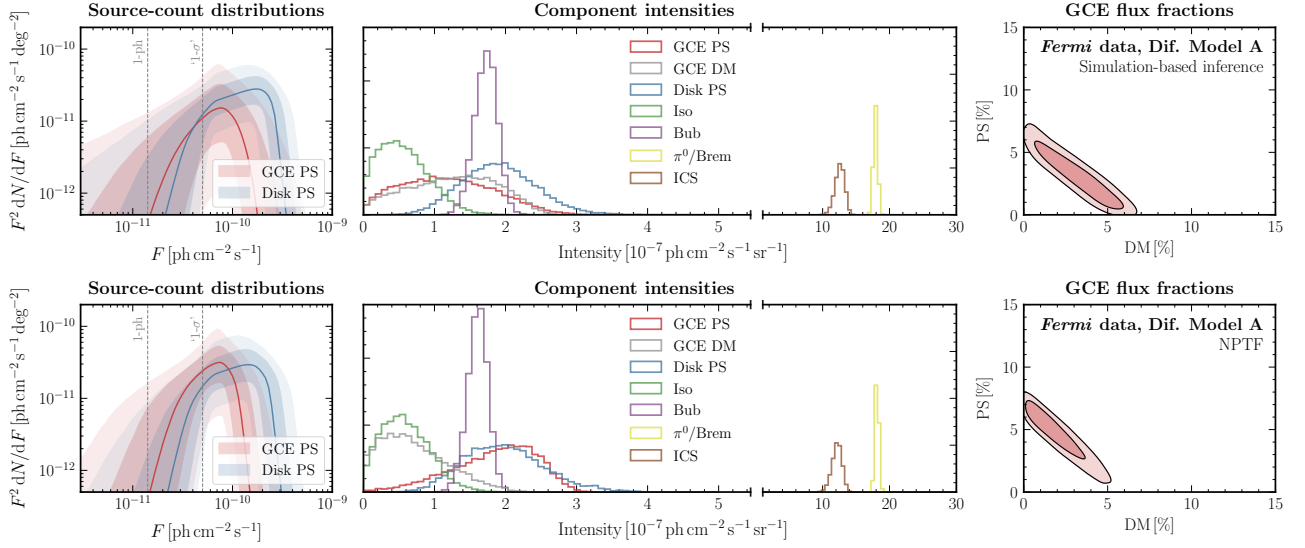 Source-count distributions
Component intensities
GCE flux fractions
F² dN/dF [ph cm⁻² s⁻¹ deg⁻²]
10⁻¹⁰
10⁻¹¹
10⁻¹²
1-ph
‘1-σ’
GCE PS
Disk PS
10⁻¹¹
10⁻¹⁰
10⁻⁹
F [ph cm⁻² s⁻¹]
GCE PS
GCE DM
Disk PS
Iso
Bub
π⁰/Brem
ICS
0
1
2
3
4
5
10
20
30
Intensity [10⁻⁷ ph cm⁻² s⁻¹ sr⁻¹]
PS [%]
15
10
5
0
Fermi data, Dif. Model A
Simulation-based inference
0
5
10
15
DM [%]
Source-count distributions
Component intensities
GCE flux fractions
F² dN/dF [ph cm⁻² s⁻¹ deg⁻²]
10⁻¹⁰
10⁻¹¹
10⁻¹²
1-ph
‘1-σ’
GCE PS
Disk PS
10⁻¹¹
10⁻¹⁰
10⁻⁹
F [ph cm⁻² s⁻¹]
GCE PS
GCE DM
Disk PS
Iso
Bub
π⁰/Brem
ICS
0
1
2
3
4
5
10
20
30
Intensity [10⁻⁷ ph cm⁻² s⁻¹ sr⁻¹]
PS [%]
15
10
5
0
Fermi data, Dif. Model A
NPTF
0
5
10
15
DM [%]